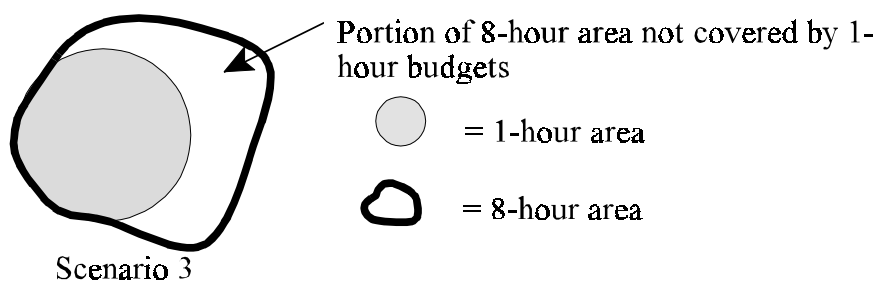 Portion of 8-hour area not covered by 1-
hour budgets
= 1-hour area
= 8-hour area
Scenario 3